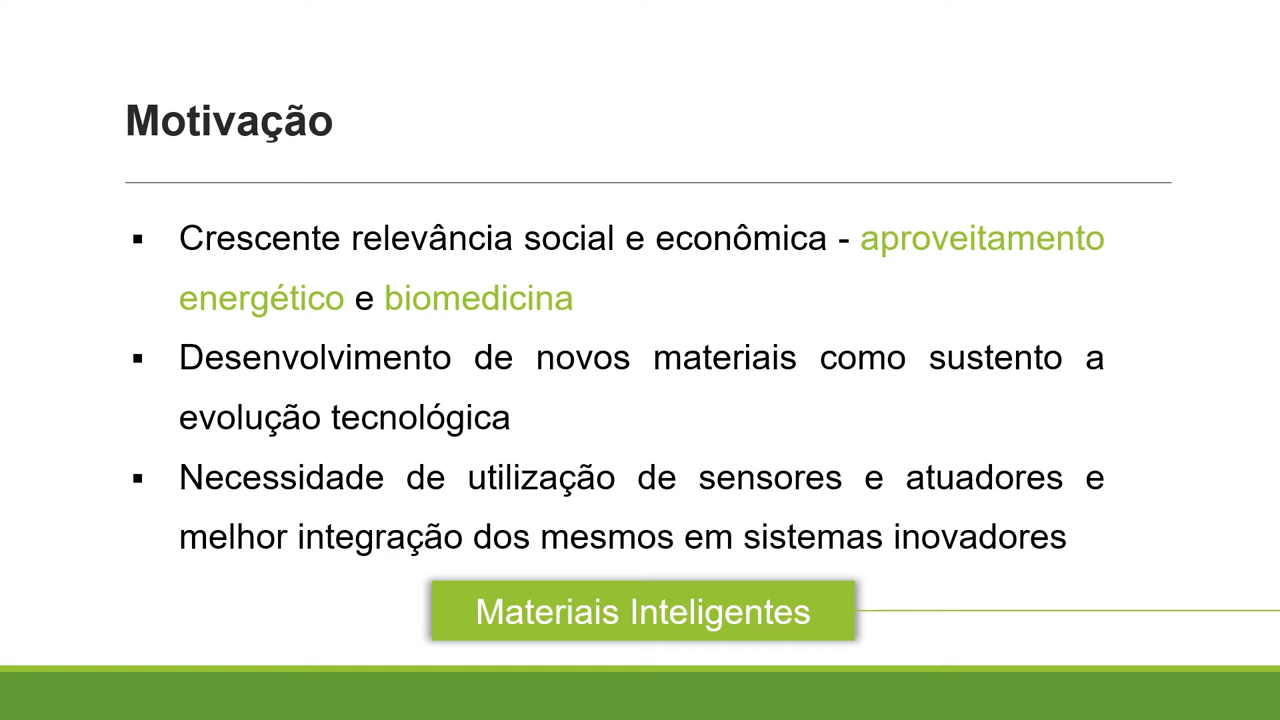 Motivação
▪ Crescente relevância social e econômica - aproveitamento
energético e biomedicina
▪ Desenvolvimento de novos materiais como sustento a
evolução tecnológica
▪ Necessidade de utilização de sensores e atuadores e
melhor integração dos mesmos em sistemas inovadores
Materiais Inteligentes